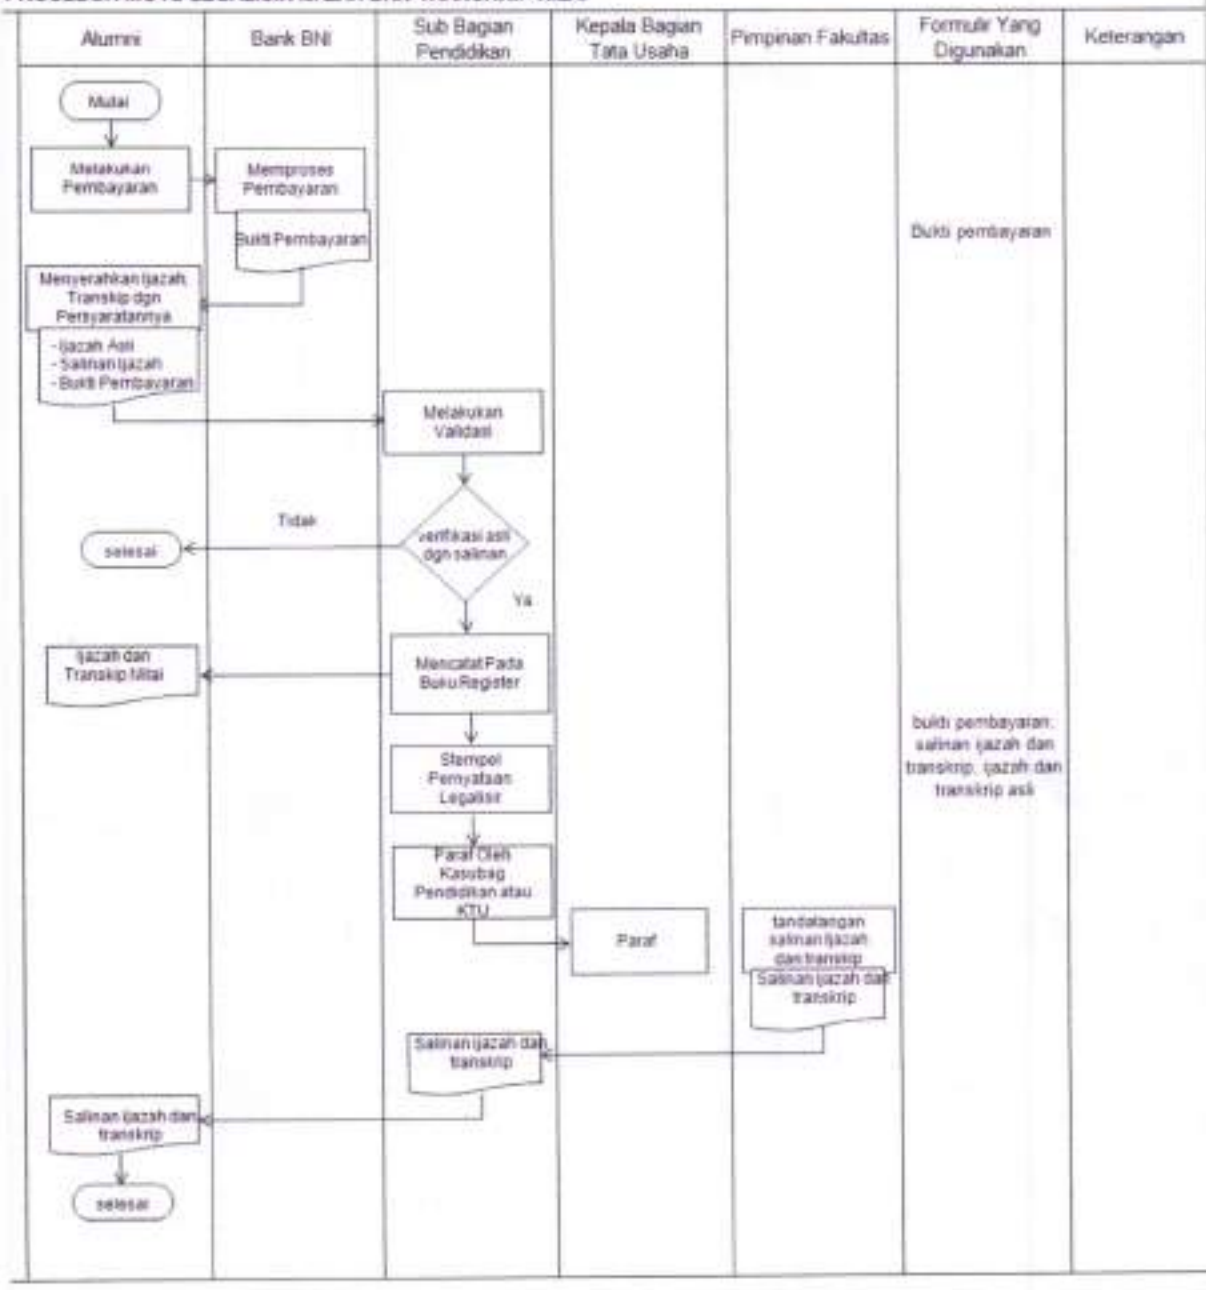 Alumni
Bank BNI
Sub Bagian
Pendidikan
Kepala Bagian
Tata Usaha
Pimpinan Fakultas
Formulir Yang
Digunakan
Keterangan
Mulai
Melakukan
Pembayaran
Memproses
Pembayaran
Bukti Pembayaran
Bukti pembayaran
Menyerahkan Ijazah,
Transkip dgn
Persyaratannya
- Ijazah Asli
- Salinan Ijazah
- Bukti Pembayaran
Melakukan
Validasi
Tidak
selesai
verifikasi asli
dgn salinan
Ya
Ijazah dan
Transkip Nilai
Mencatat Pada
Buku Register
bukti pembayaran,
salinan ijazah dan
transkrip, ijazah dan
transkrip asli
Stempel
Pernyataan
Legalisir
Paraf Oleh
Kasubag
Pendidikan atau
KTU
Paraf
tandatangan
salinan Ijazah
dan transkip
Salinan ijazah dan
transkrip
Salinan ijazah dan
transkrip
Salinan ijazah dan
transkrip
selesai